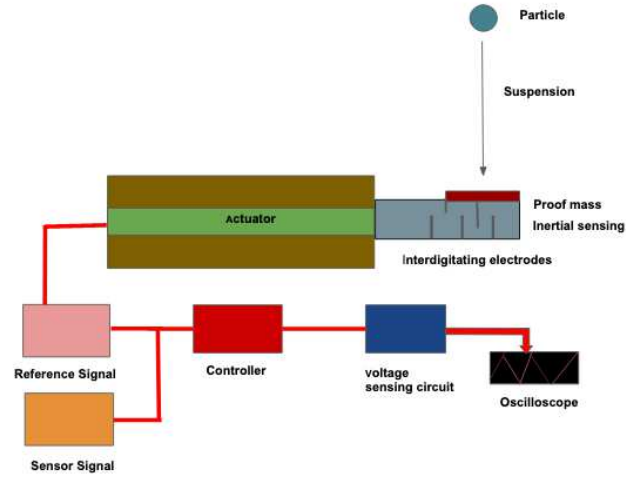 Particle
Suspension
Actuator
Proof mass
Inertial sensing
Interdigitating electrodes
Reference Signal
Controller
voltage
sensing circuit
Oscilloscope
Sensor Signal